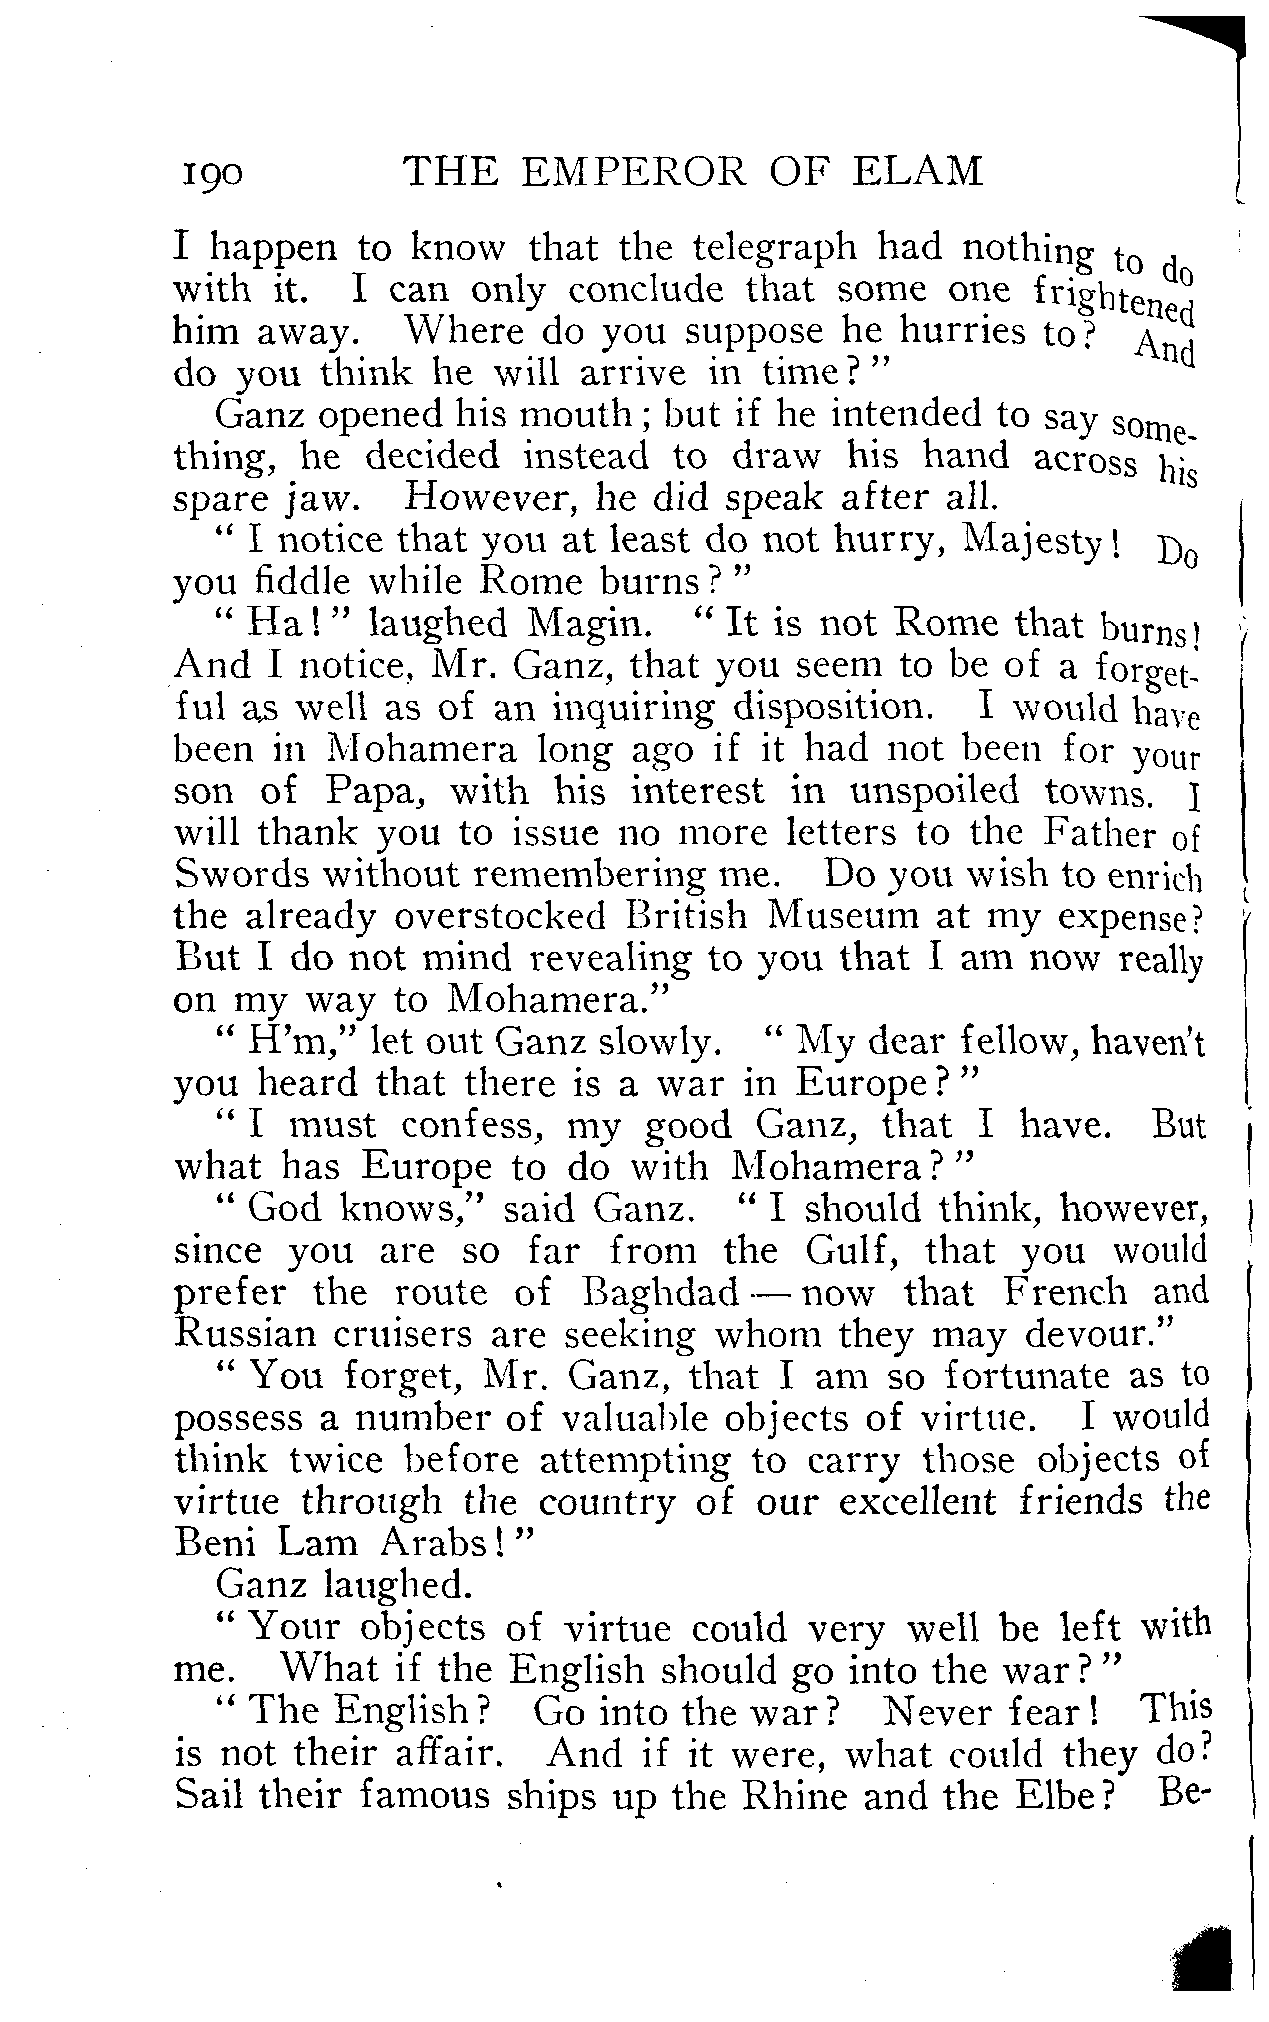 190 THE EMPEROR OF ELAM
I happen to know that the telegraph had nothing to do
with it. I can only conclude that some one frightened
him away. Where do you suppose he hurries to? And
do you think he will arrive in time?"
Ganz opened his mouth; but if he intended to say some-
thing, he decided instead to draw his hand across his
spare jaw. However, he did speak after all.
"I notice that you at least do not hurry, Majesty! Do
you fiddle while Rome burns?"
"Ha!" laughed Magin. "It is not Rome that burns!
And I notice, Mr. Ganz, that you seem to be of a forget-
ful as well as of an inquiring disposition. I would have
been in Mohamera long ago if it had not been for your
son of Papa, with his interest in unspoiled towns. I
will thank you to issue no more letters to the Father of
Swords without remembering me. Do you wish to enrich
the already overstocked British Museum at my expense?
But I do not mind revealing to you that I am now really
on my way to Mohamera."
"H'm," let out Ganz slowly. "My dear fellow, haven't
you heard that there is a war in Europe?"
"I must confess, my good Ganz, that I have. But
what has Europe to do with Mohamera?"
"God knows," said Ganz. "I should think, however,
since you are so far from the Gulf, that you would
prefer the route of Baghdad — now that French and
Russian cruisers are seeking whom they may devour."
"You forget, Mr. Ganz, that I am so fortunate as to
possess a number of valuable objects of virtue. I would
think twice before attempting to carry those objects of
virtue through the country of our excellent friends the
Beni Lam Arabs!"
Ganz laughed.
"Your objects of virtue could very well be left with
me. What if the English should go into the war?"
"The English? Go into the war? Never fear! This
is not their affair. And if it were, what could they do?
Sail their famous ships up the Rhine and the Elbe? Be-